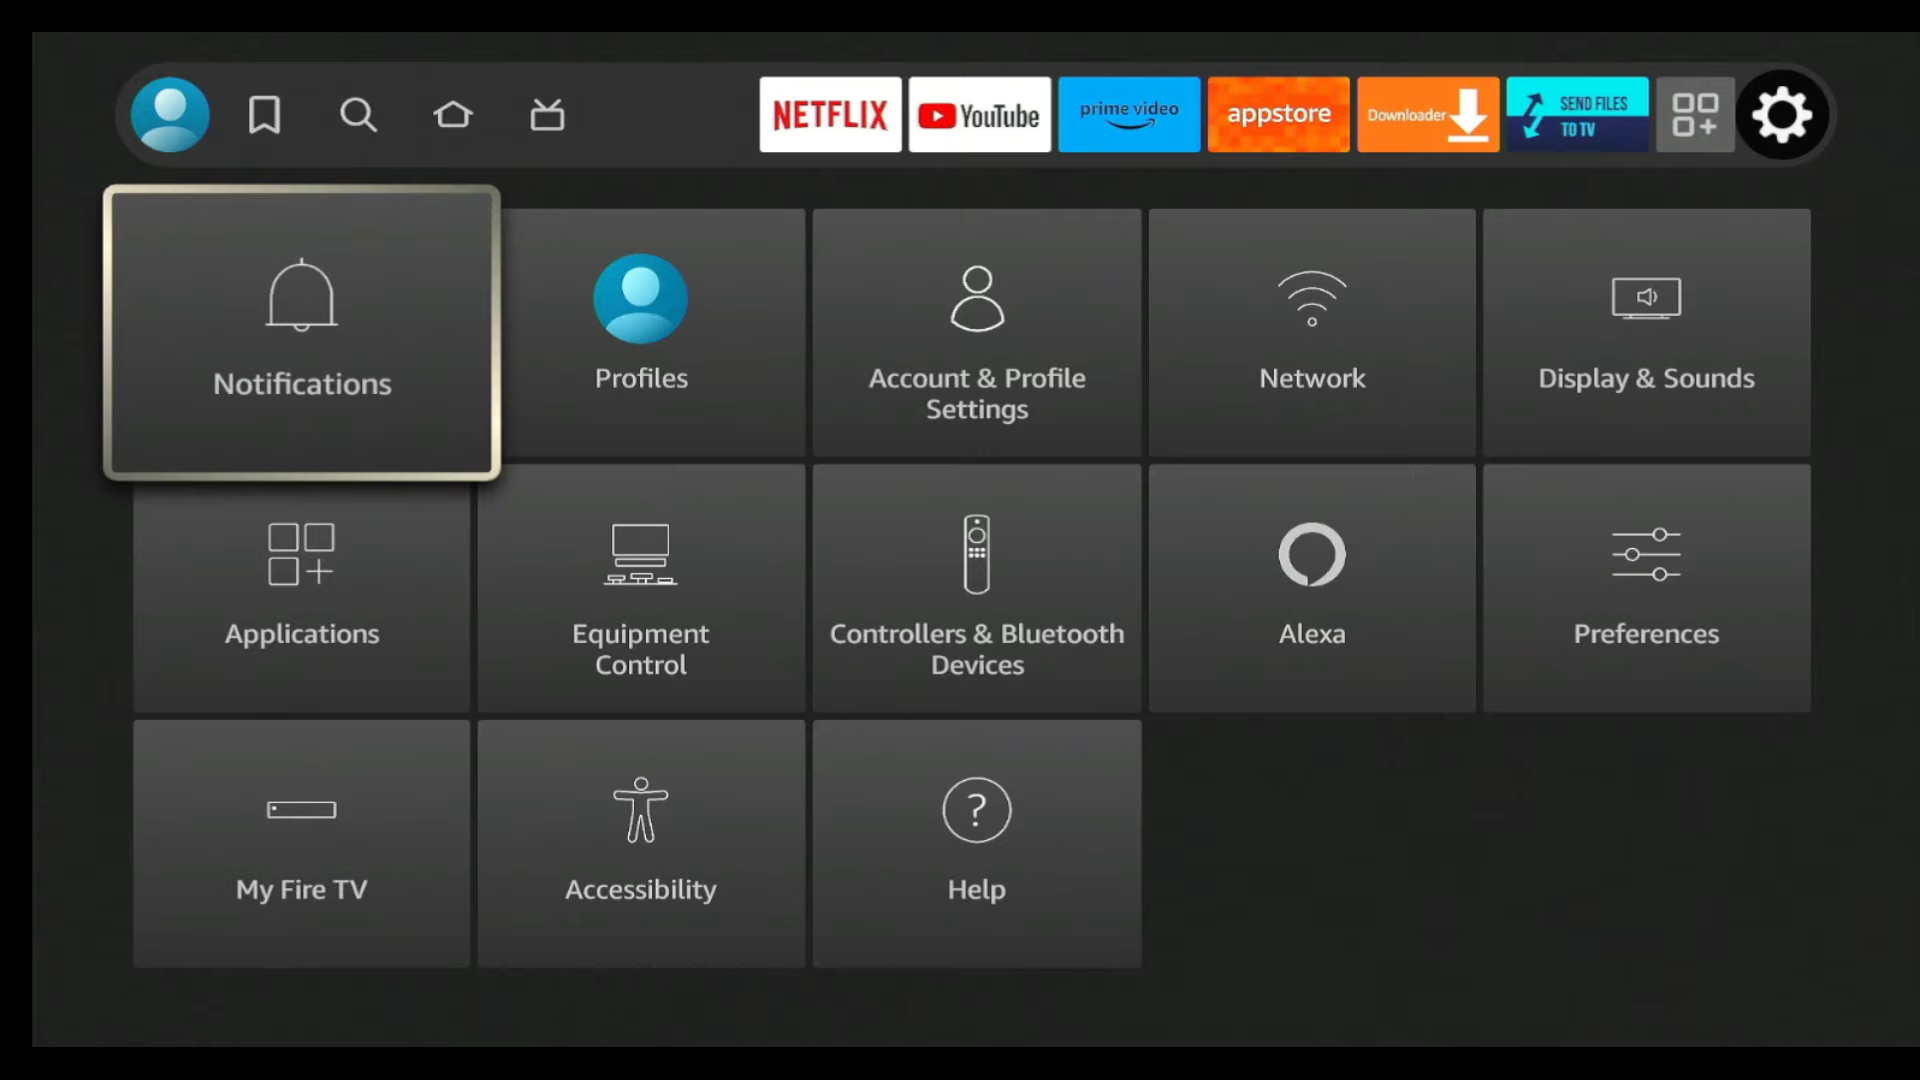 NETFLIX
YouTube
prime video
appstore
Downloader
SEND FILES
TO TV
Notifications
Profiles
Account & Profile
Settings
Network
Display & Sounds
Applications
Equipment
Control
Controllers & Bluetooth
Devices
Alexa
Preferences
My Fire TV
Accessibility
?
Help